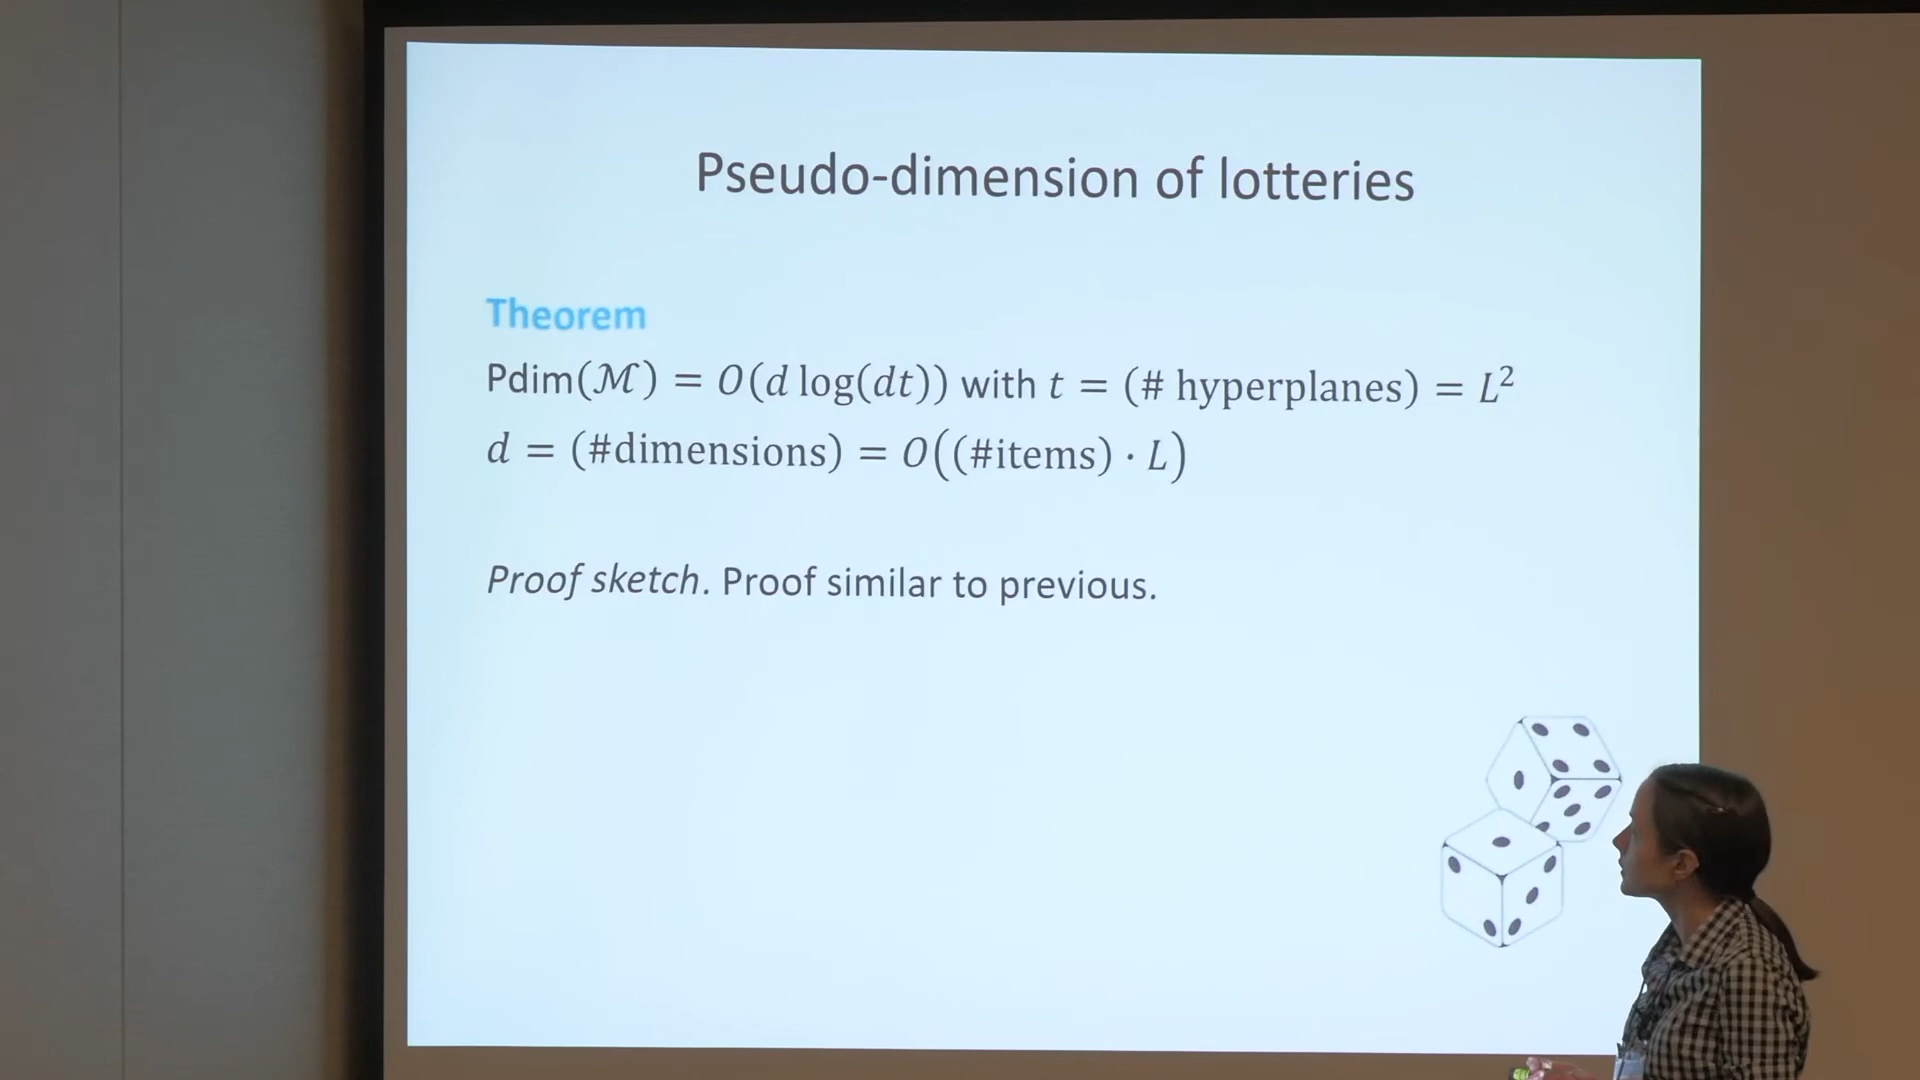 Pseudo-dimension of lotteries
Theorem
Pdim(ℳ) = O(d log(dt)) with t = (# hyperplanes) = L²
d = (#dimensions) = O((#items) · L)
Proof sketch. Proof similar to previous.